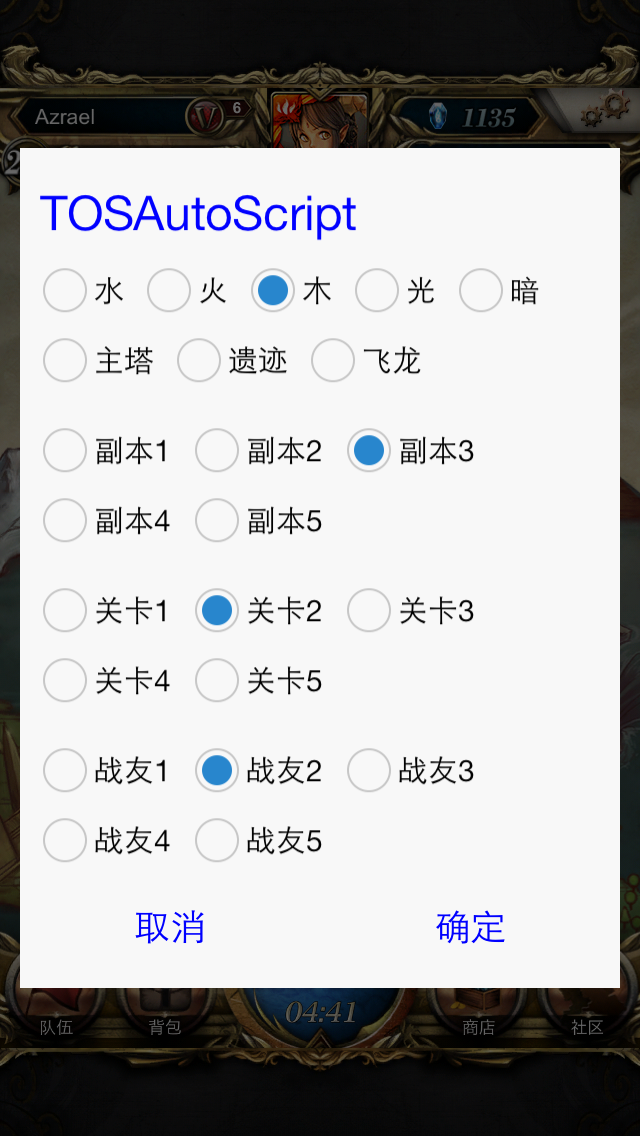 Azrael V 6 1135
2
TOSAutoScript
水 火 木 光 暗
主塔 遗迹 飞龙
副本1 副本2 副本3
副本4 副本5
关卡1 关卡2 关卡3
关卡4 关卡5
战友1 战友2 战友3
战友4 战友5
取消 确定
04:41
队伍 背包 商店 社区